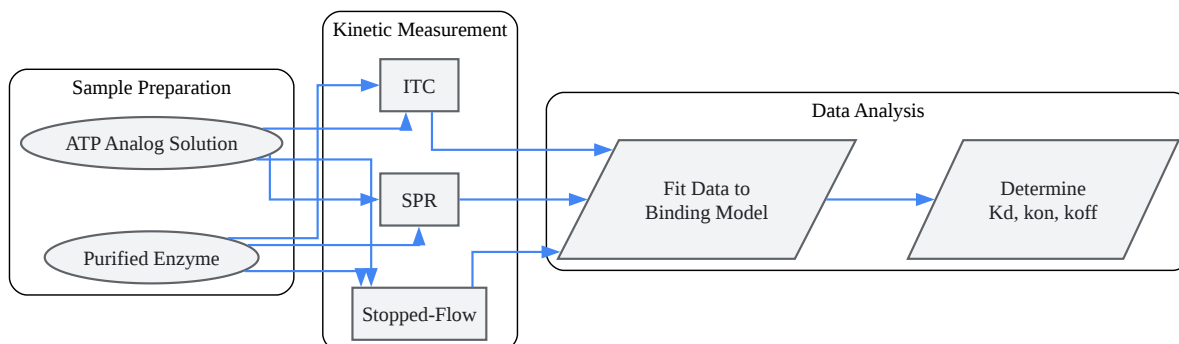 Sample Preparation
ATP Analog Solution
Purified Enzyme
Kinetic Measurement
ITC
SPR
Stopped-Flow
Data Analysis
Fit Data to
Binding Model
Determine
Kd, kon, koff